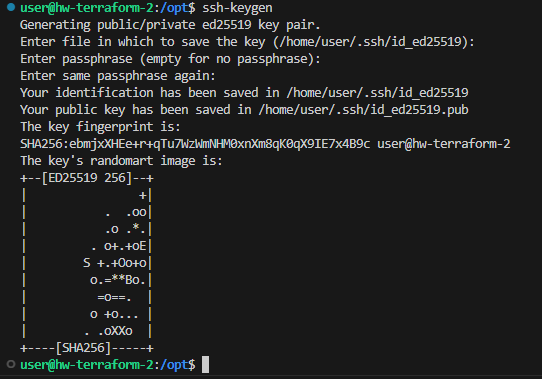 user@hw-terraform-2:/opt$ ssh-keygen
Generating public/private ed25519 key pair.
Enter file in which to save the key (/home/user/.ssh/id_ed25519):
Enter passphrase (empty for no passphrase):
Enter same passphrase again:
Your identification has been saved in /home/user/.ssh/id_ed25519
Your public key has been saved in /home/user/.ssh/id_ed25519.pub
The key fingerprint is:
SHA256:ebmjxXHEe+r+qTu7WzWmNHM0xnXm8qK0qX9IE7x4B9c user@hw-terraform-2
The key's randomart image is:
+--[ED25519 256]--+
|                +|
|           .  .oo|
|           .o .*.|
|         . o+.+oE|
|        S +.+Oo+o|
|         o.=**Bo.|
|          =o==.  |
|         o +o... |
|        . .oXXo  |
+----[SHA256]-----+
user@hw-terraform-2:/opt$